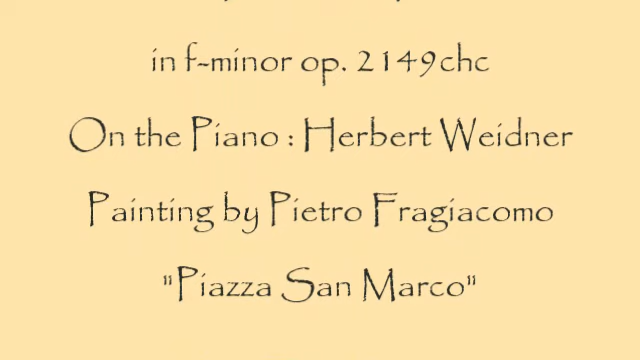 in f-minor op. 2149chc
On the Piano : Herbert Weidner
Painting by Pietro Fragiacomo
"Piazza San Marco"